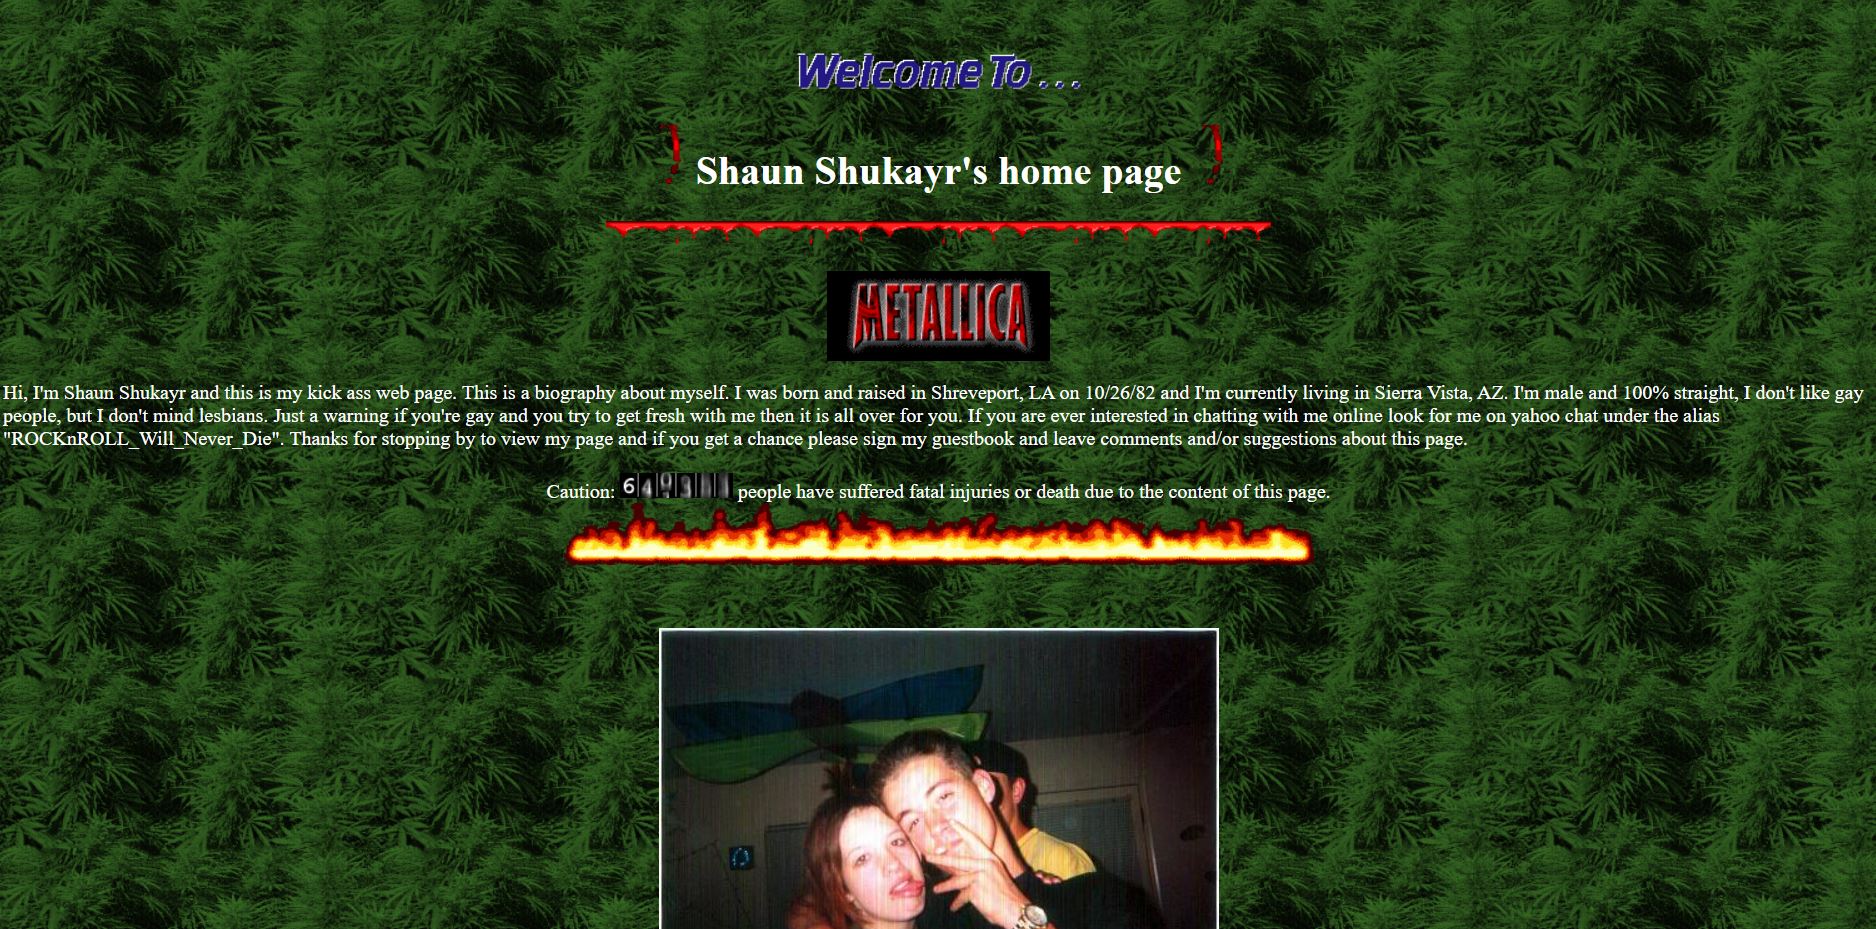 Welcome To . . .
Shaun Shukayr's home page
METALLICA
Hi, I'm Shaun Shukayr and this is my kick ass web page. This is a biography about myself. I was born and raised in Shreveport, LA on 10/26/82 and I'm currently living in Sierra Vista, AZ. I'm male and 100% straight, I don't like gay
people, but I don't mind lesbians. Just a warning if you're gay and you try to get fresh with me then it is all over for you. If you are ever interested in chatting with me online look for me on yahoo chat under the alias
"ROCKnROLL_Will_Never_Die". Thanks for stopping by to view my page and if you get a chance please sign my guestbook and leave comments and/or suggestions about this page.
Caution: people have suffered fatal injuries or death due to the content of this page.